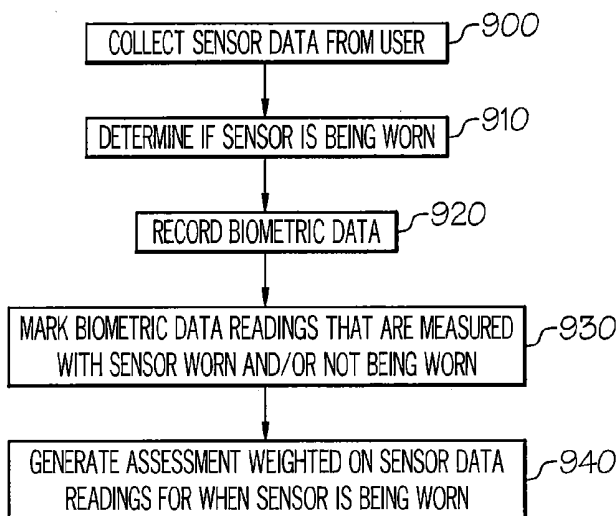 COLLECT SENSOR DATA FROM USER
900
DETERMINE IF SENSOR IS BEING WORN
910
RECORD BIOMETRIC DATA
920
MARK BIOMETRIC DATA READINGS THAT ARE MEASURED
WITH SENSOR WORN AND/OR NOT BEING WORN
930
GENERATE ASSESSMENT WEIGHTED ON SENSOR DATA
READINGS FOR WHEN SENSOR IS BEING WORN
940